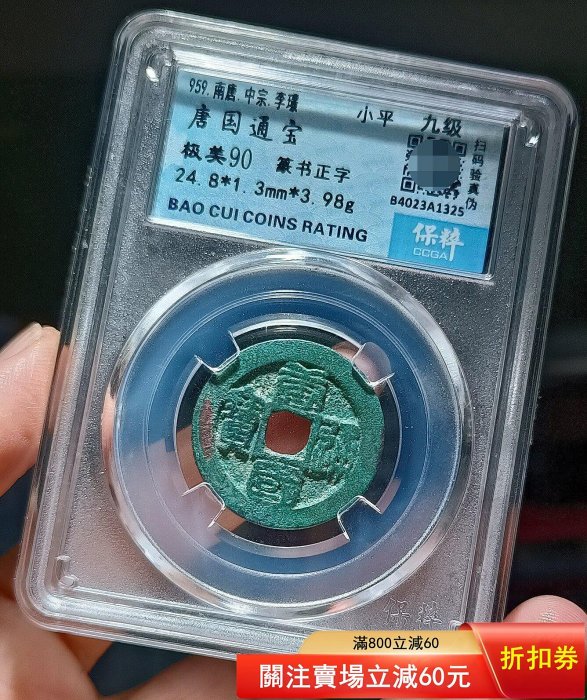 959.南唐.中宗.李璟
唐国通宝
小平 九级
极美90 篆书正字
24.8*1.3mm*3.98g
BAO CUI COINS RATING
扫码验真伪
B4023A1325
保粹
CCGA
唐國通寶
保粹
滿800立減60
關注賣場立減60元
折扣券